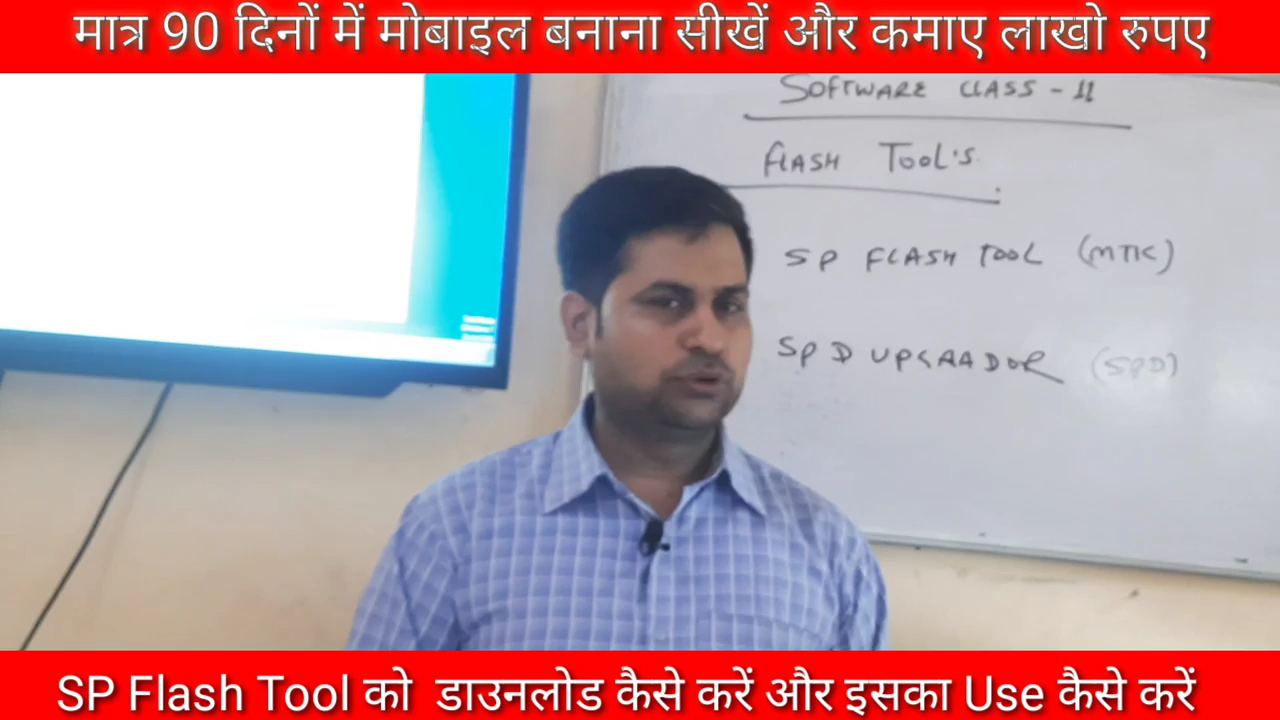 मात्र 90 दिनों में मोबाइल बनाना सीखें और कमाए लाखो रुपए
SOFTWARE CLASS - 11
FLASH TOOL'S.
SP FLASH TOOL (MTK)
SPD UPGRADOR (SPD)
SP Flash Tool को डाउनलोड कैसे करें और इसका Use कैसे करें